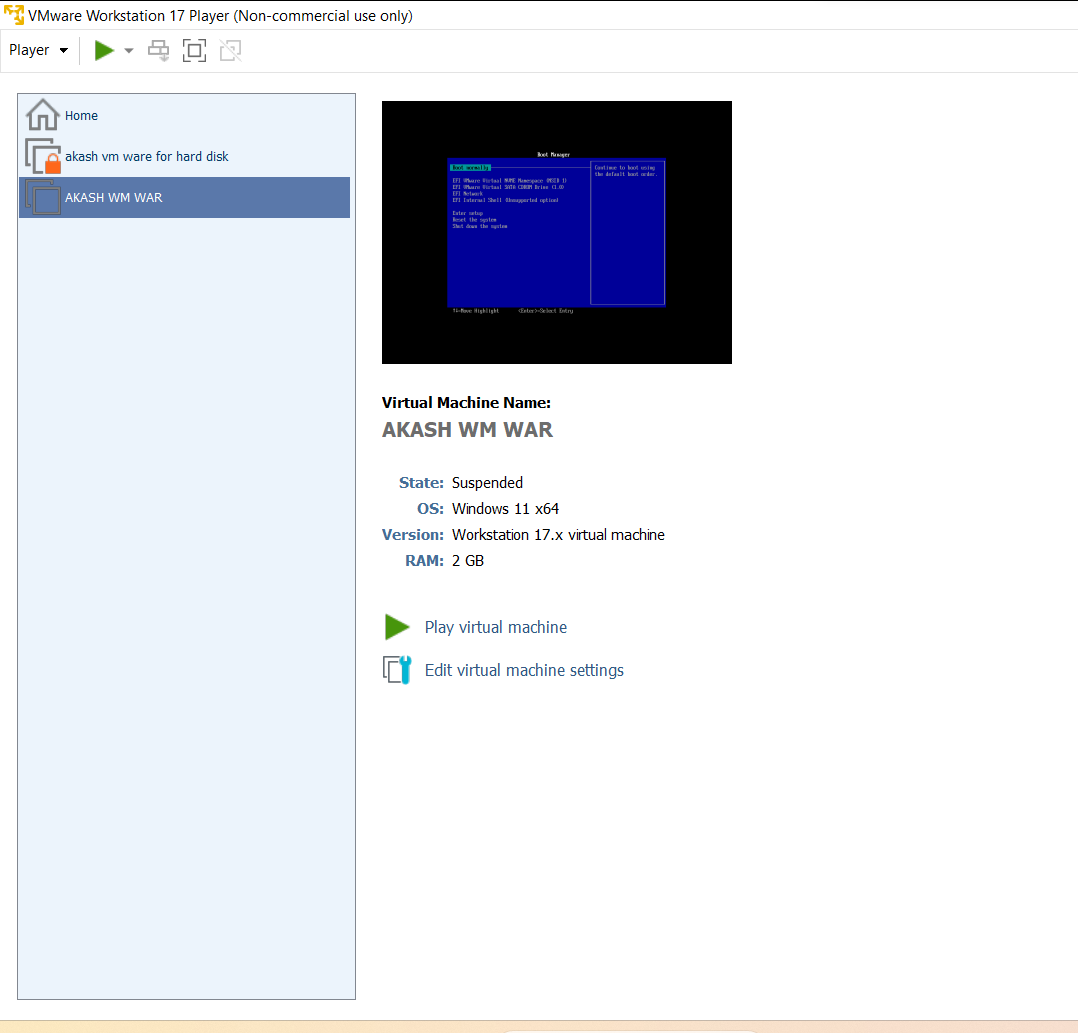 VMware Workstation 17 Player (Non-commercial use only)
Player
Home
akash vm ware for hard disk
AKASH WM WAR
Boot Manager
Boot normally
EFI VMware Virtual NVME Namespace (NSID 1)
EFI VMware Virtual SATA CDROM Drive (1.0)
EFI Network
EFI Internal Shell (Unsupported option)
Enter setup
Reset the system
Shut down the system
Continue to boot using
the default boot order.
↑↓=Move Highlight <Enter>=Select Entry
Virtual Machine Name:
AKASH WM WAR
State: Suspended
OS: Windows 11 x64
Version: Workstation 17.x virtual machine
RAM: 2 GB
Play virtual machine
Edit virtual machine settings